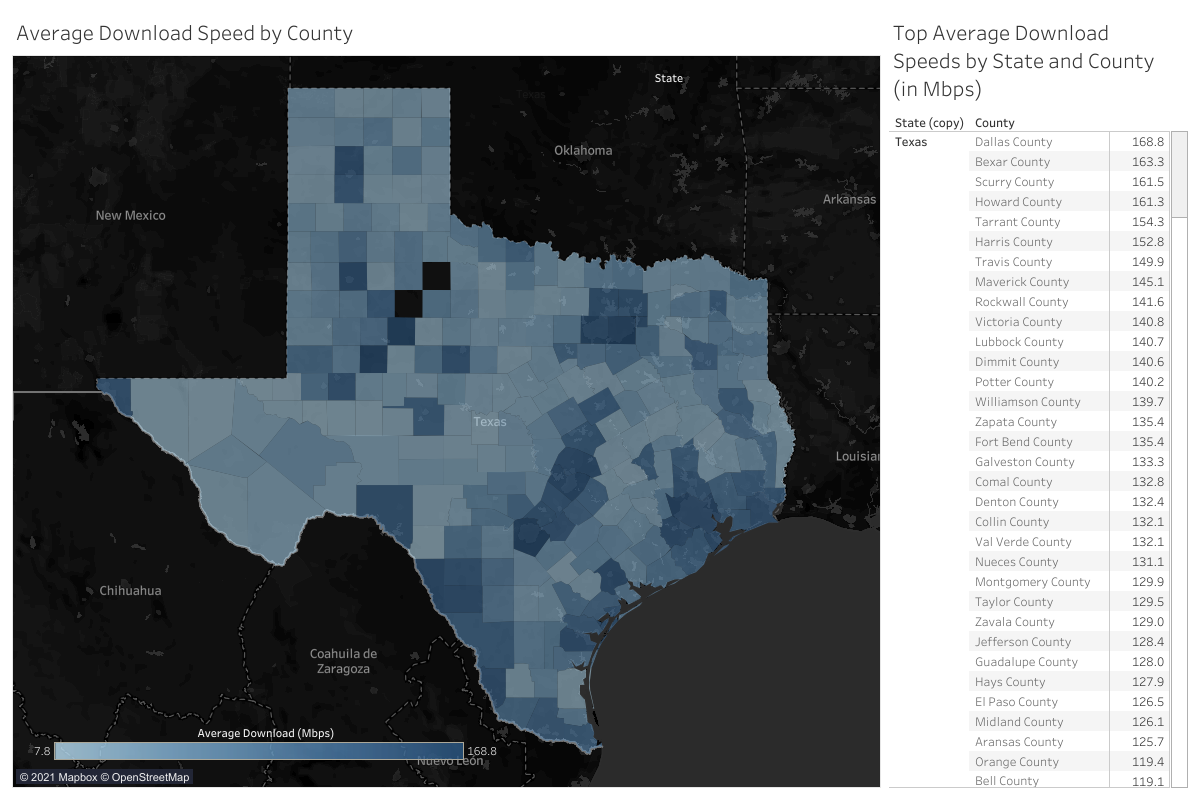 Average Download Speed by County
State
Oklahoma
New Mexico
Arkansas
Texas
Louisian
Chihuahua
Coahuila de
Zaragoza
Average Download (Mbps)
7.8
168.8
Nuevo León
© 2021 Mapbox © OpenStreetMap
Top Average Download
Speeds by State and County
(in Mbps)
State (copy) County
Texas Dallas County 168.8
Bexar County 163.3
Scurry County 161.5
Howard County 161.3
Tarrant County 154.3
Harris County 152.8
Travis County 149.9
Maverick County 145.1
Rockwall County 141.6
Victoria County 140.8
Lubbock County 140.7
Dimmit County 140.6
Potter County 140.2
Williamson County 139.7
Zapata County 135.4
Fort Bend County 135.4
Galveston County 133.3
Comal County 132.8
Denton County 132.4
Collin County 132.1
Val Verde County 132.1
Nueces County 131.1
Montgomery County 129.9
Taylor County 129.5
Zavala County 129.0
Jefferson County 128.4
Guadalupe County 128.0
Hays County 127.9
El Paso County 126.5
Midland County 126.1
Aransas County 125.7
Orange County 119.4
Bell County 119.1